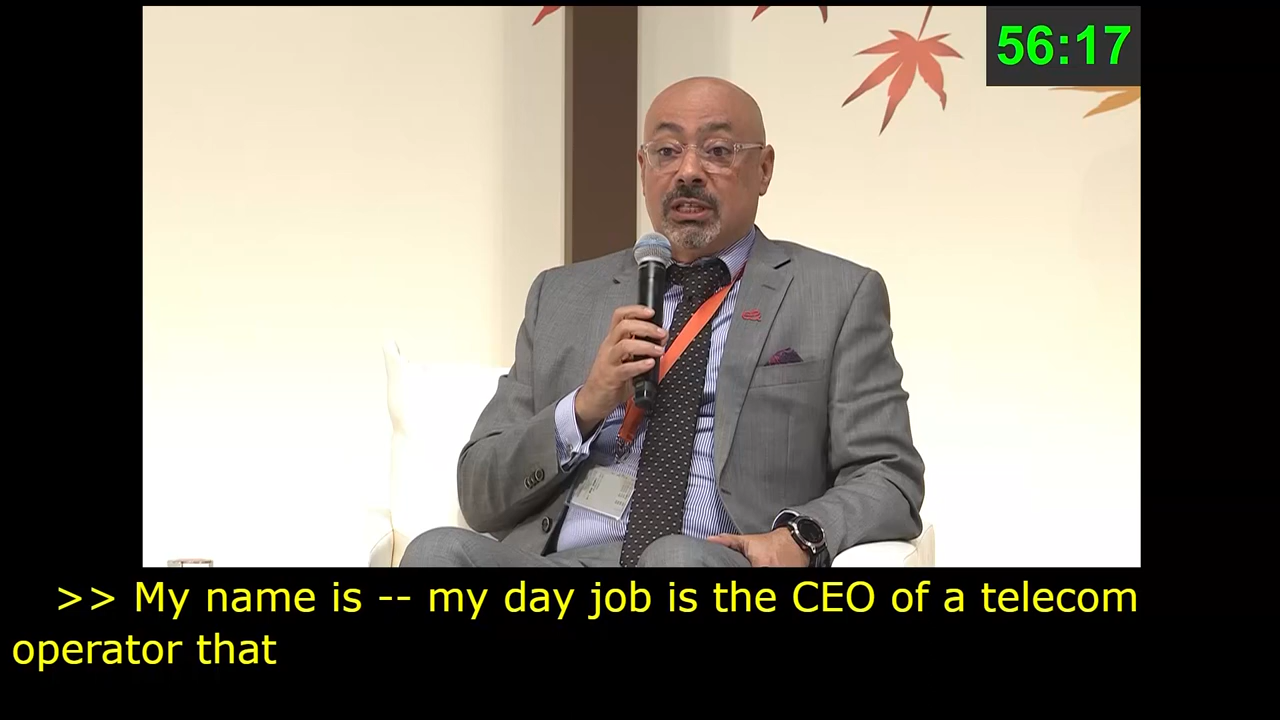 56:17
>> My name is -- my day job is the CEO of a telecom
operator that